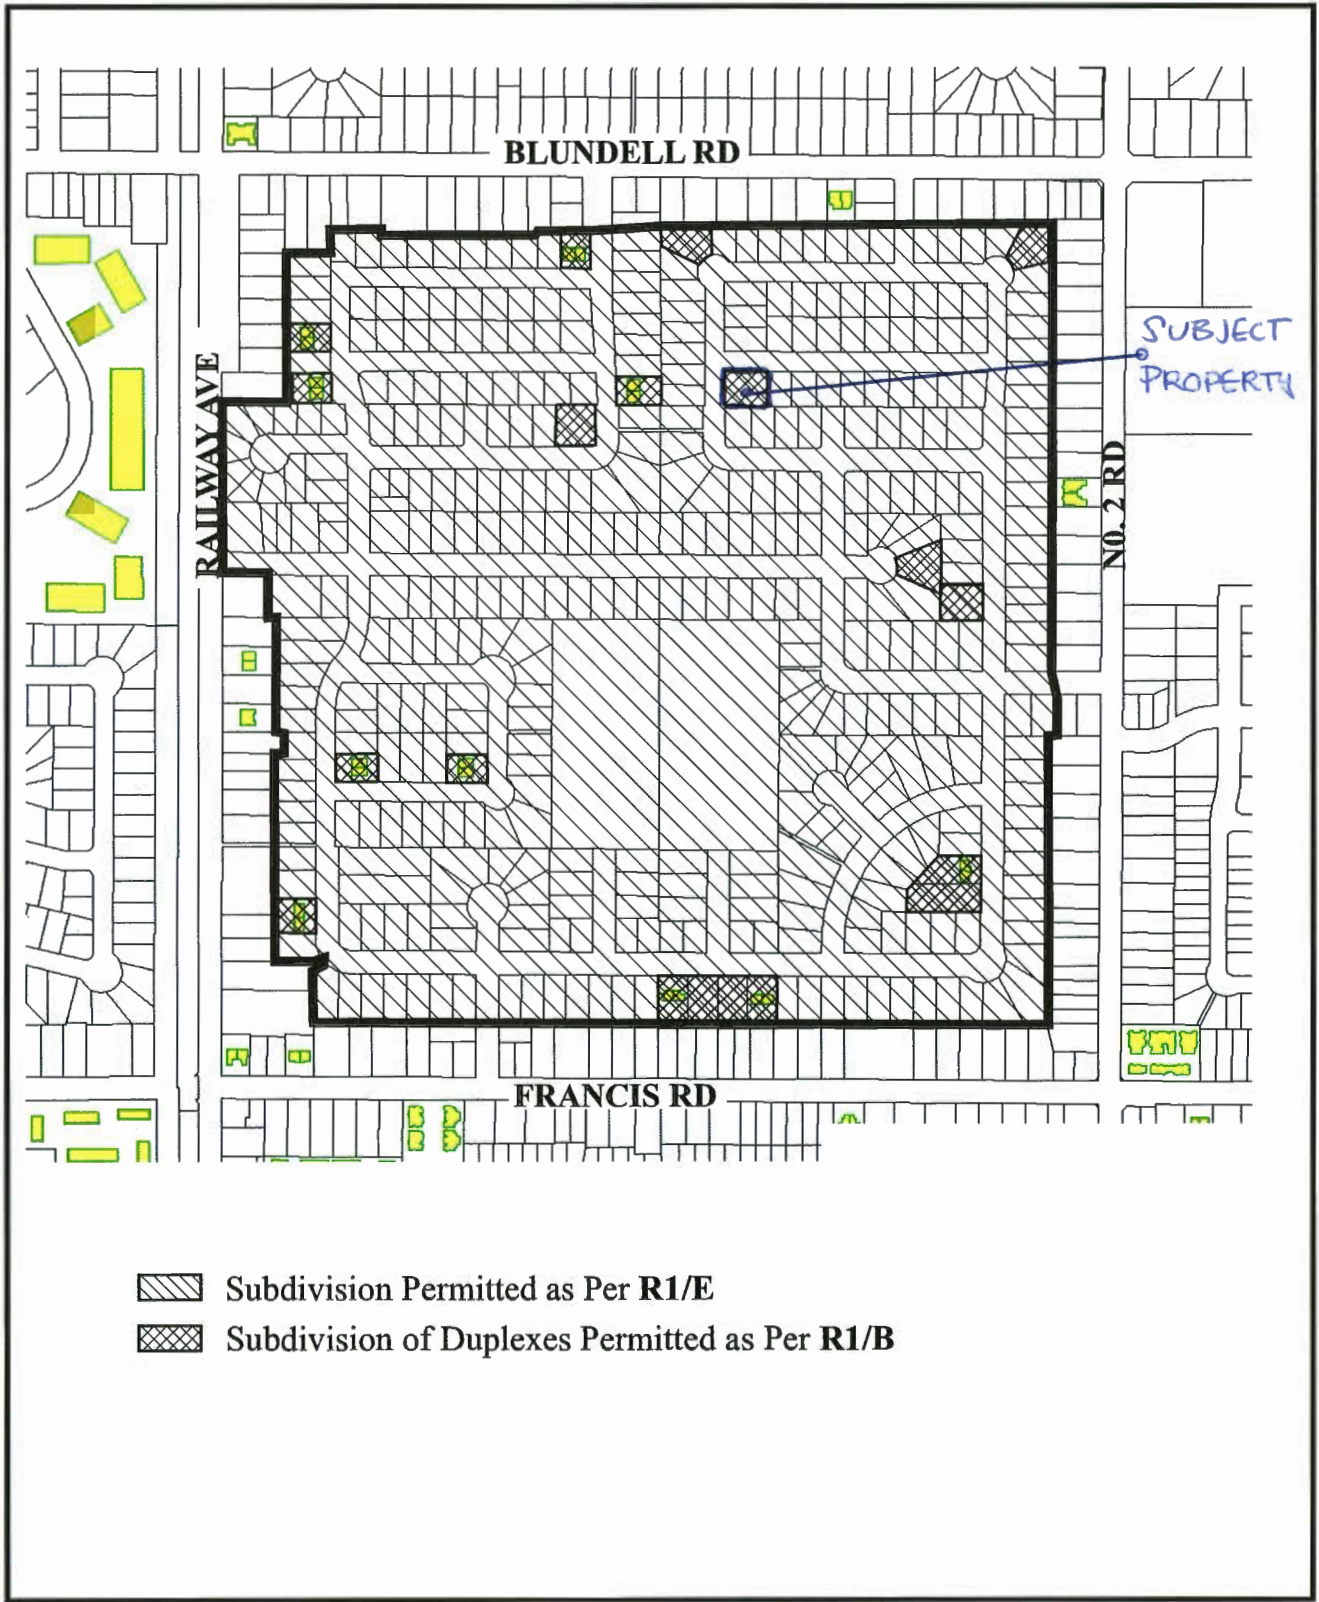 BLUNDELL RD
SUBJECT
PROPERTY
RAILWAY AVE
N0. 2 RD
FRANCIS RD
Subdivision Permitted as Per R1/E
Subdivision of Duplexes Permitted as Per R1/B